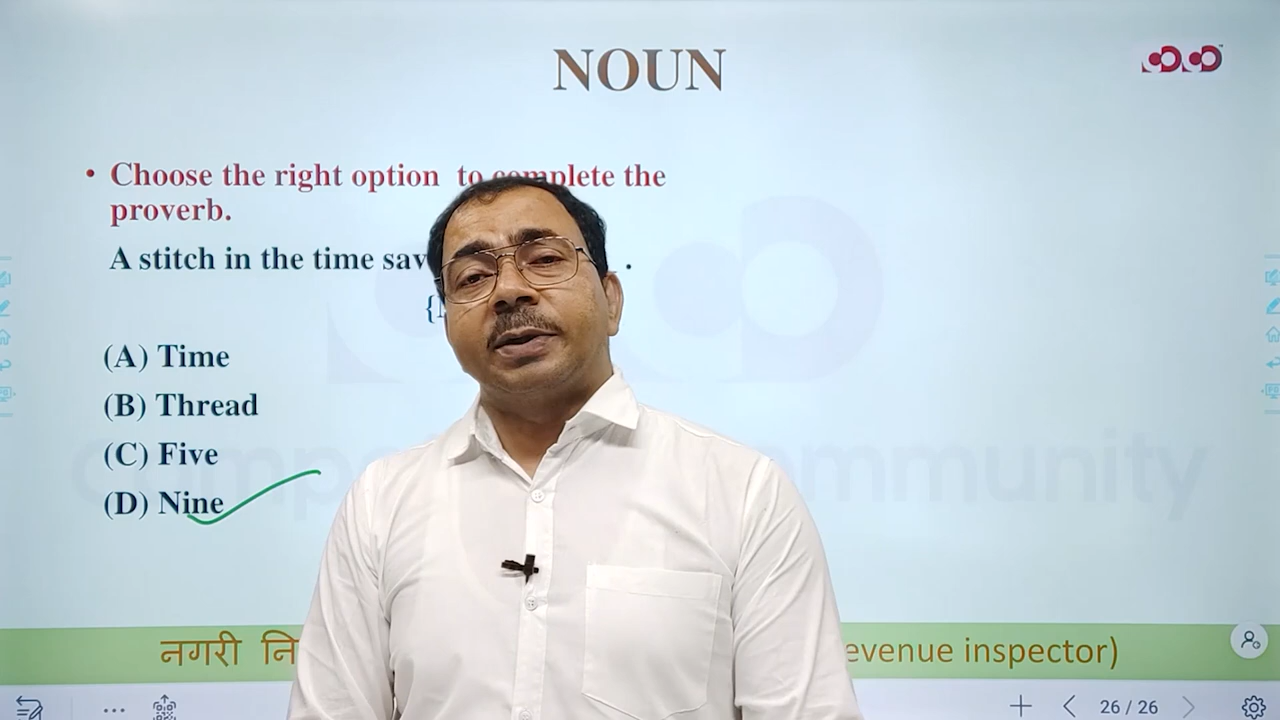 NOUN
• Choose the right option to complete the
proverb.
A stitch in the time sav .
(A) Time
(B) Thread
(C) Five
(D) Nine
नगरी नि evenue inspector)
26 / 26